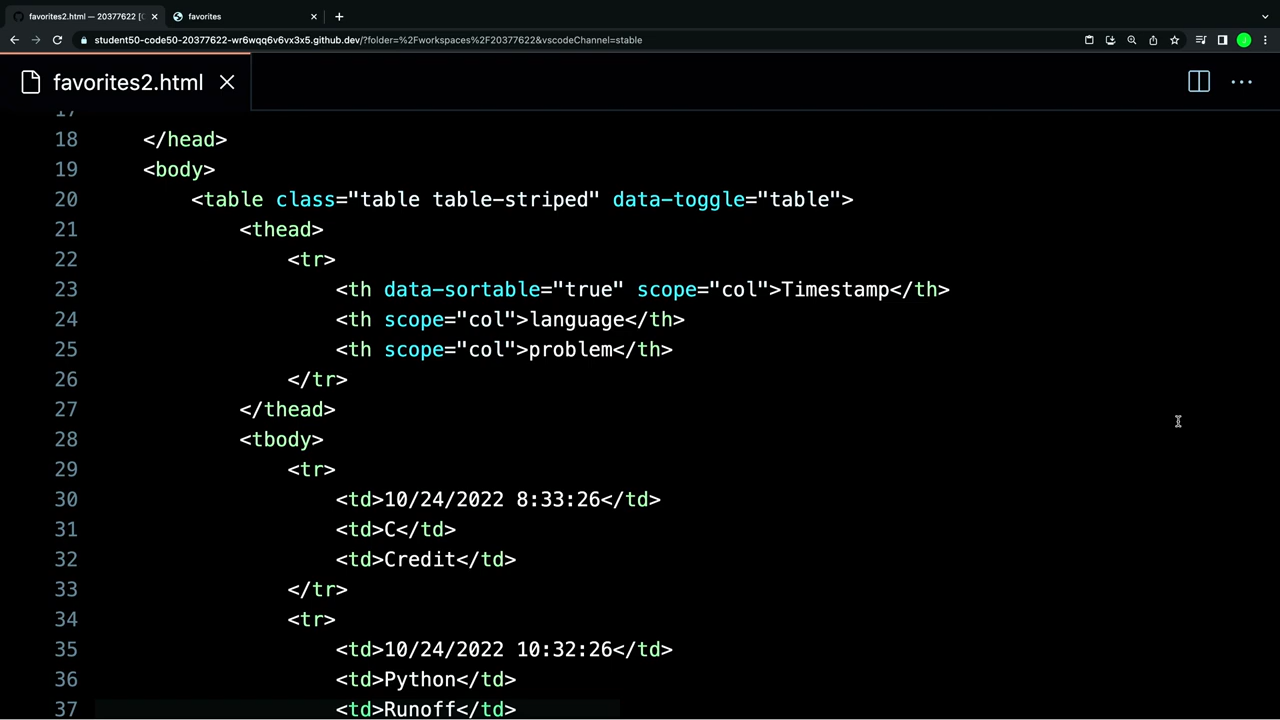 favorites2.html — 20377622 [C
favorites
student50-code50-20377622-wr6wqq6v6vx3x5.github.dev/?folder=%2Fworkspaces%2F20377622&vscodeChannel=stable
favorites2.html
17
18 </head>
19 <body>
20 <table class="table table-striped" data-toggle="table">
21 <thead>
22 <tr>
23 <th data-sortable="true" scope="col">Timestamp</th>
24 <th scope="col">language</th>
25 <th scope="col">problem</th>
26 </tr>
27 </thead>
28 <tbody>
29 <tr>
30 <td>10/24/2022 8:33:26</td>
31 <td>C</td>
32 <td>Credit</td>
33 </tr>
34 <tr>
35 <td>10/24/2022 10:32:26</td>
36 <td>Python</td>
37 <td>Runoff</td>